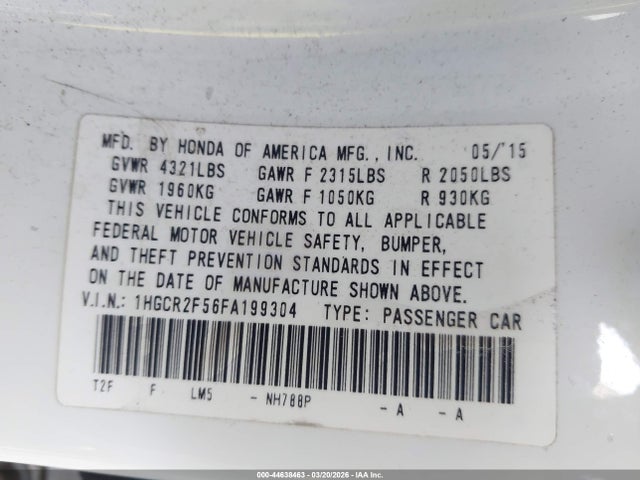 MFD. BY HONDA OF AMERICA MFG., INC. 05/'15
GVWR 4321LBS GAWR F 2315LBS R 2050LBS
GVWR 1960KG GAWR F 1050KG R 930KG
THIS VEHICLE CONFORMS TO ALL APPLICABLE
FEDERAL MOTOR VEHICLE SAFETY, BUMPER,
AND THEFT PREVENTION STANDARDS IN EFFECT
ON THE DATE OF MANUFACTURE SHOWN ABOVE.
V.I.N.: 1HGCR2F56FA199304 TYPE: PASSENGER CAR
T2F F LM5 - NH788P - A - A
000-44638463 | 03/20/2026 | IAA Inc.